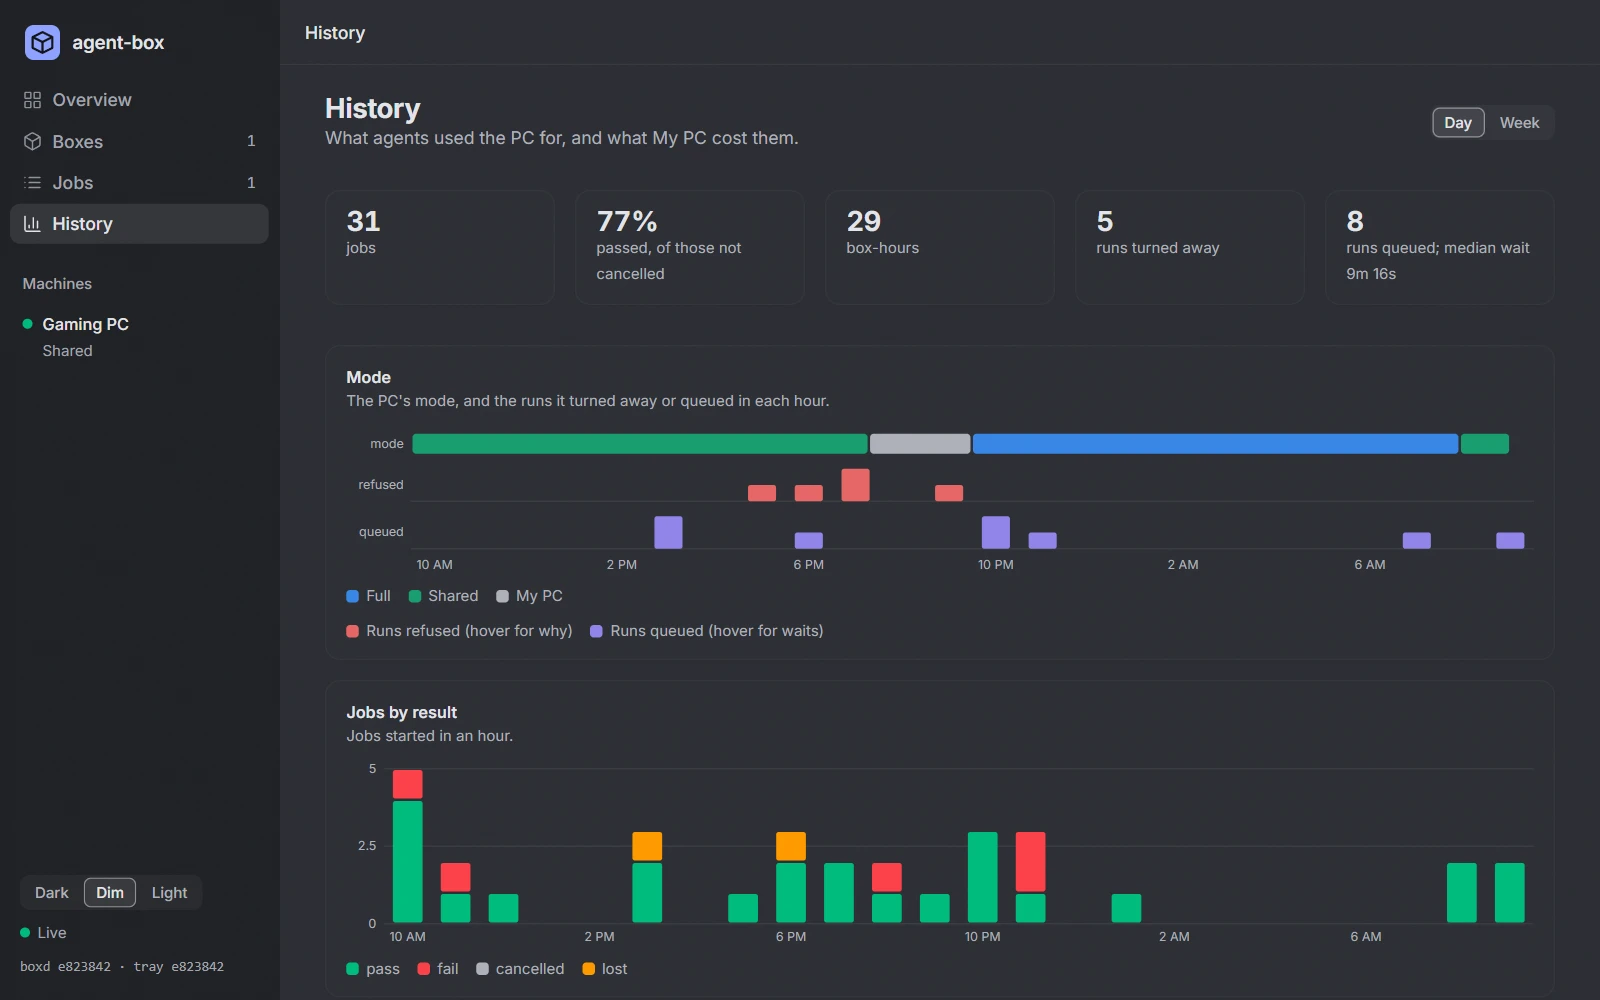 agent-box
Overview
Boxes 1
Jobs 1
History
Machines
Gaming PC
Shared
Dark Dim Light
Live
boxd e823842 · tray e823842
History
History
What agents used the PC for, and what My PC cost them.
Day Week
31
jobs
77%
passed, of those not
cancelled
29
box-hours
5
runs turned away
8
runs queued; median wait
9m 16s
Mode
The PC's mode, and the runs it turned away or queued in each hour.
mode
refused
queued
10 AM 2 PM 6 PM 10 PM 2 AM 6 AM
Full Shared My PC
Runs refused (hover for why) Runs queued (hover for waits)
Jobs by result
Jobs started in an hour.
5
2.5
0
10 AM 2 PM 6 PM 10 PM 2 AM 6 AM
pass fail cancelled lost